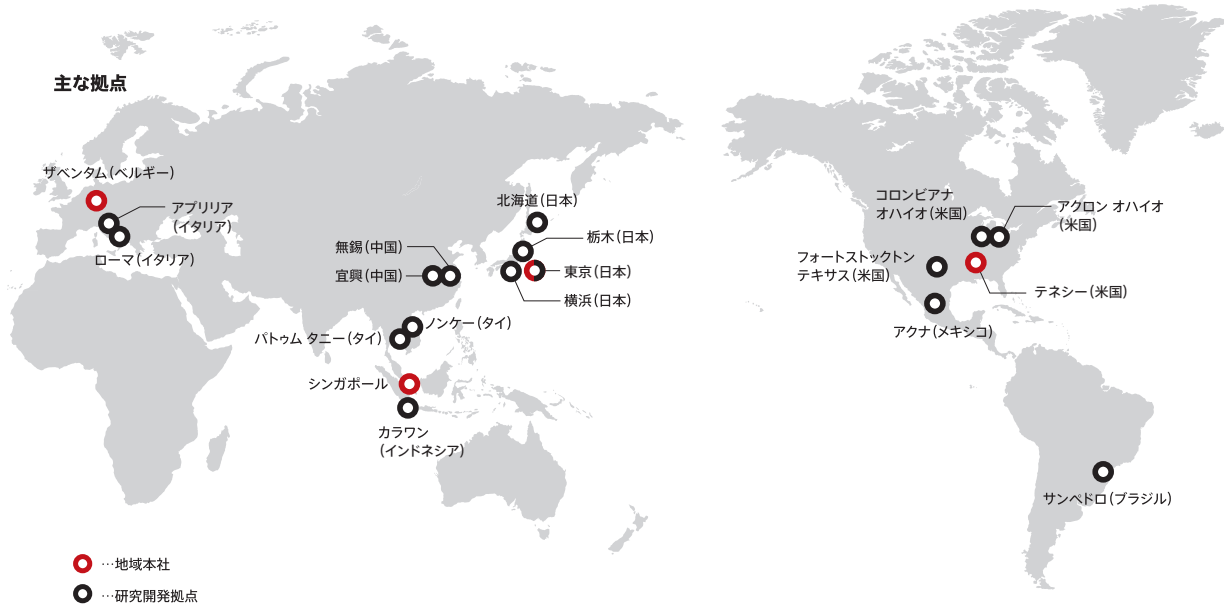 主な拠点
ザベンタム(ベルギー)
アプリリア
(イタリア)
ローマ(イタリア)
北海道(日本)
栃木(日本)
東京(日本)
横浜(日本)
無錫(中国)
宜興(中国)
ノンケー(タイ)
パトゥム タニー(タイ)
シンガポール
カラワン
(インドネシア)
コロンビアナ
オハイオ(米国)
アクロン オハイオ
(米国)
フォートストックトン
テキサス(米国)
テネシー(米国)
アクナ(メキシコ)
サンペドロ(ブラジル)
…地域本社
…研究開発拠点